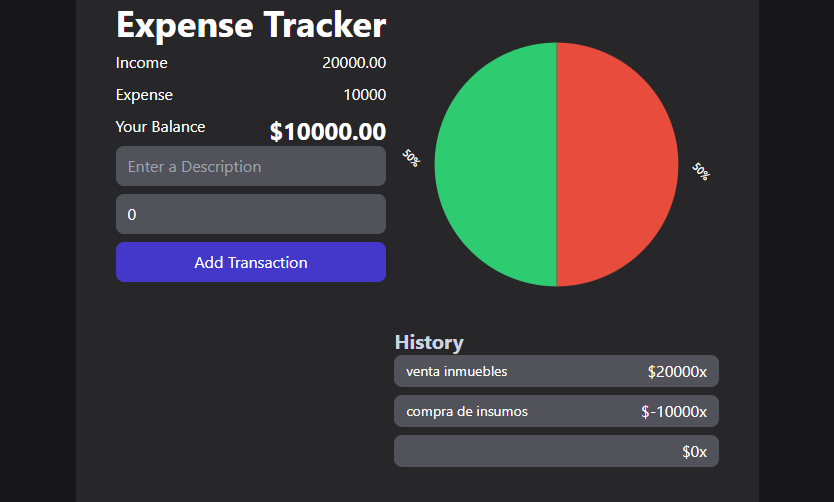 Expense Tracker
Income 20000.00
Expense 10000
Your Balance $10000.00
Enter a Description
0
Add Transaction
50%
50%
History
venta inmuebles $20000x
compra de insumos $-10000x
$0x